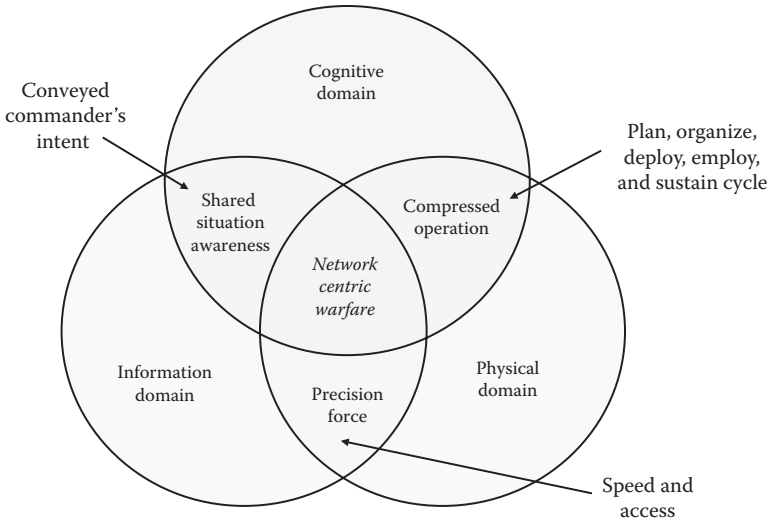 Cognitive
domain
Conveyed
commander's
intent
Plan, organize,
deploy, employ,
and sustain cycle
Shared
situation
awareness
Compressed
operation
Network
centric
warfare
Information
domain
Physical
domain
Precision
force
Speed and
access